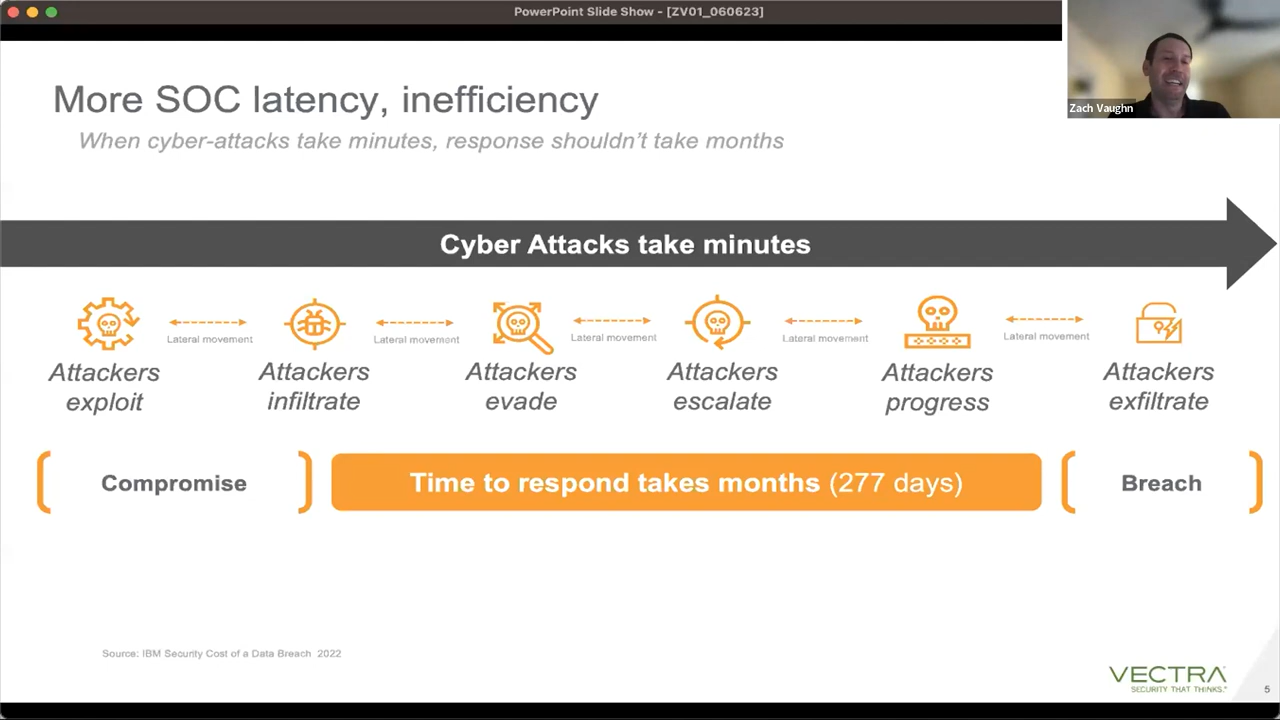 PowerPoint Slide Show - [ZV01_060623]
Zach Vaughn
More SOC latency, inefficiency
When cyber-attacks take minutes, response shouldn't take months
Cyber Attacks take minutes
Lateral movement
Lateral movement
Lateral movement
Lateral movement
Lateral movement
Attackers
exploit
Attackers
infiltrate
Attackers
evade
Attackers
escalate
Attackers
progress
Attackers
exfiltrate
Compromise
Time to respond takes months (277 days)
Breach
Source: IBM Security Cost of a Data Breach 2022
VECTRA
SECURITY THAT THINKS.
5